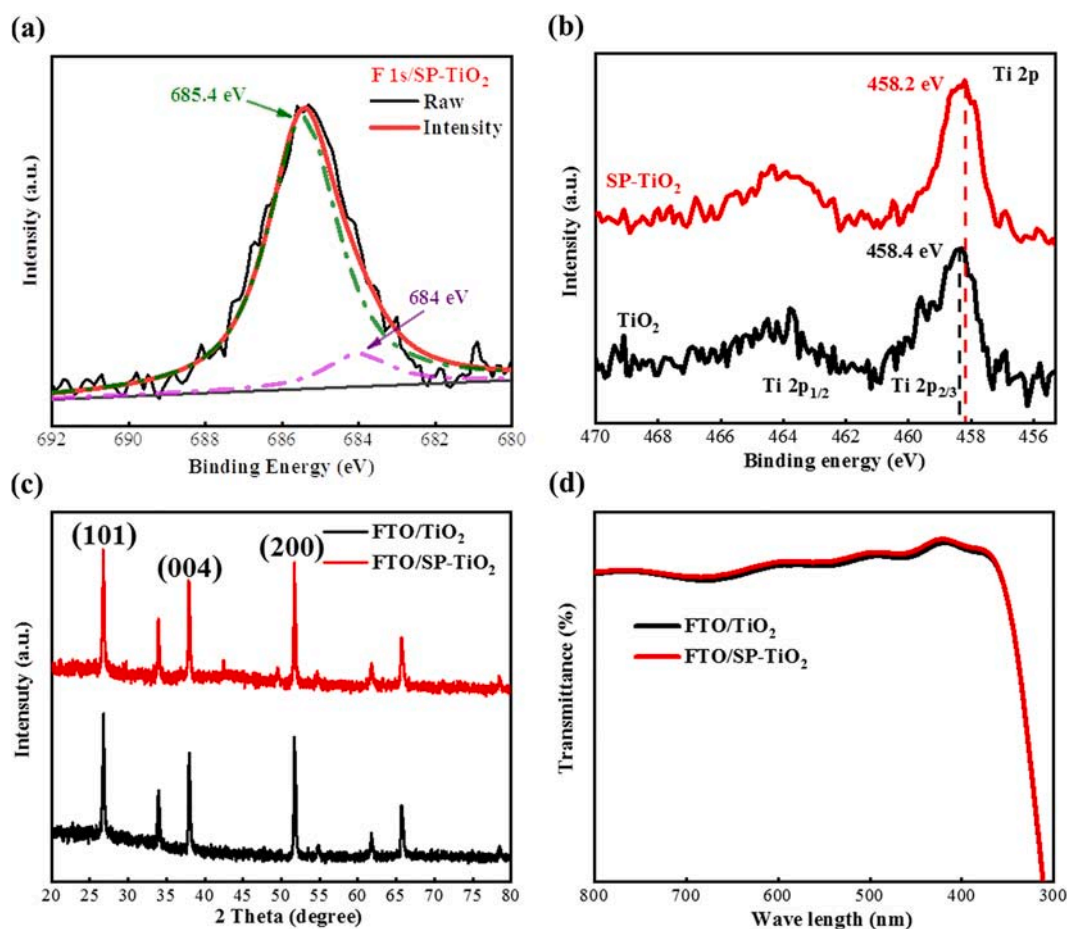 (a)
F 1s/SP-TiO₂
Raw
Intensity
685.4 eV
684 eV
Intensity (a.u.)
692 690 688 686 684 682 680
Binding Energy (eV)
(b)
Ti 2p
458.2 eV
SP-TiO₂
458.4 eV
TiO₂
Ti 2p₁/₂
Ti 2p₂/₃
Intensity (a.u.)
470 468 466 464 462 460 458 456
Binding energy (eV)
(c)
FTO/TiO₂
FTO/SP-TiO₂
(101)
(004)
(200)
Intensuty (a.u.)
20 25 30 35 40 45 50 55 60 65 70 75 80
2 Theta (degree)
(d)
FTO/TiO₂
FTO/SP-TiO₂
Transmittance (%)
800 700 600 500 400 300
Wave length (nm)